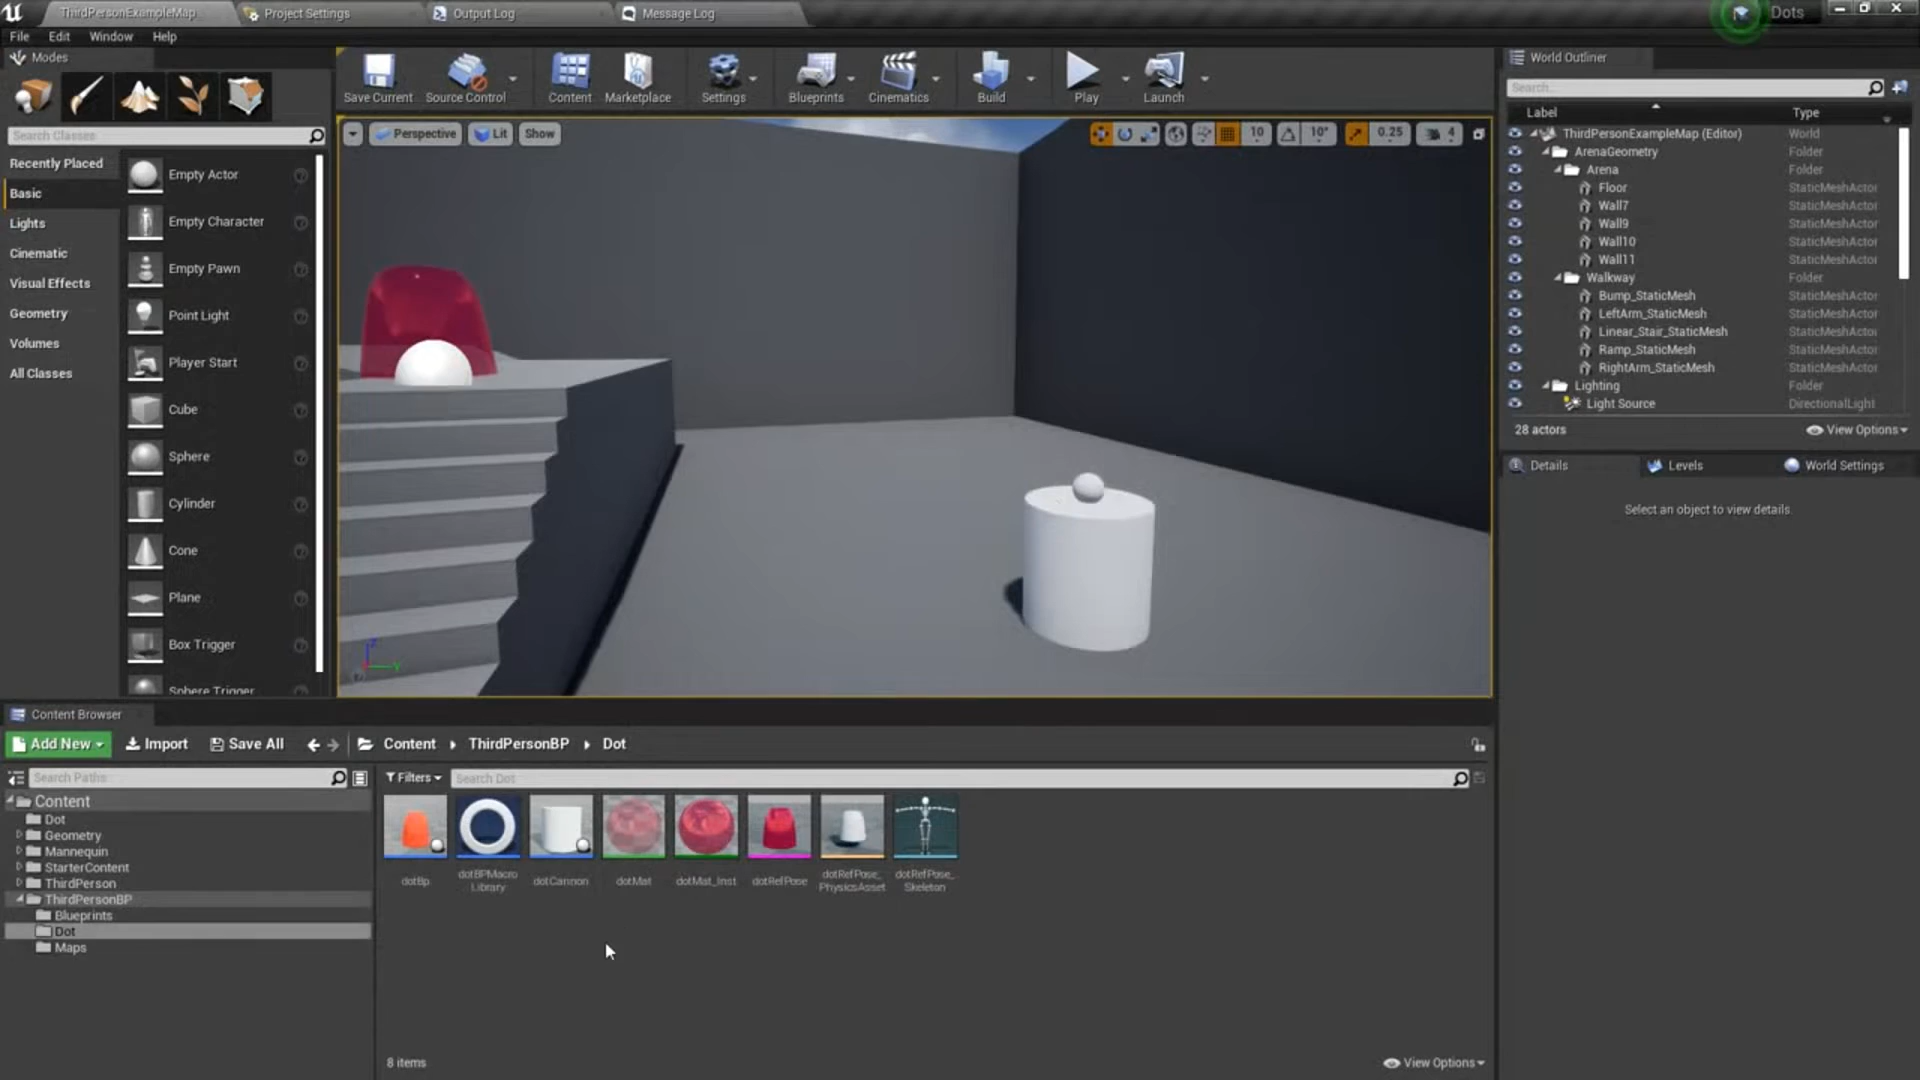 ThirdPersonExampleMap
Project Settings
Output Log
Message Log
Dots
File Edit Window Help
Modes
Search Classes
Recently Placed
Basic
Lights
Cinematic
Visual Effects
Geometry
Volumes
All Classes
Empty Actor
Empty Character
Empty Pawn
Point Light
Player Start
Cube
Sphere
Cylinder
Cone
Plane
Box Trigger
Sphere Trigger
Save Current
Source Control
Content
Marketplace
Settings
Blueprints
Cinematics
Build
Play
Launch
Perspective
Lit
Show
10
10°
0.25
4
Z
Y
World Outliner
Search...
Label Type
ThirdPersonExampleMap (Editor) World
ArenaGeometry Folder
Arena Folder
Floor StaticMeshActor
Wall7 StaticMeshActor
Wall9 StaticMeshActor
Wall10 StaticMeshActor
Wall11 StaticMeshActor
Walkway Folder
Bump_StaticMesh StaticMeshActor
LeftArm_StaticMesh StaticMeshActor
Linear_Stair_StaticMesh StaticMeshActor
Ramp_StaticMesh StaticMeshActor
RightArm_StaticMesh StaticMeshActor
Lighting Folder
Light Source DirectionalLight
28 actors
View Options
Details
Levels
World Settings
Select an object to view details.
Content Browser
Add New
Import
Save All
Content
ThirdPersonBP
Dot
Search Paths
Filters
Search Dot
Content
Dot
Geometry
Mannequin
StarterContent
ThirdPerson
ThirdPersonBP
Blueprints
Dot
Maps
dotBp
dotBPMacro
Library
dotCannon
dotMat
dotMat_Inst
dotRefPose
dotRefPose_
PhysicsAsset
dotRefPose_
Skeleton
8 items
View Options